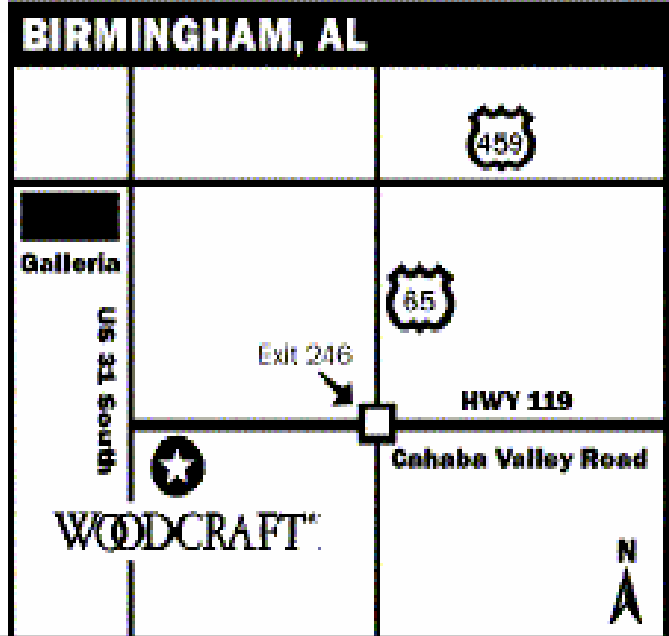 BIRMINGHAM, AL
459
Galleria
65
US 31 South
Exit 246
HWY 119
Cahaba Valley Road
WOODCRAFT
N